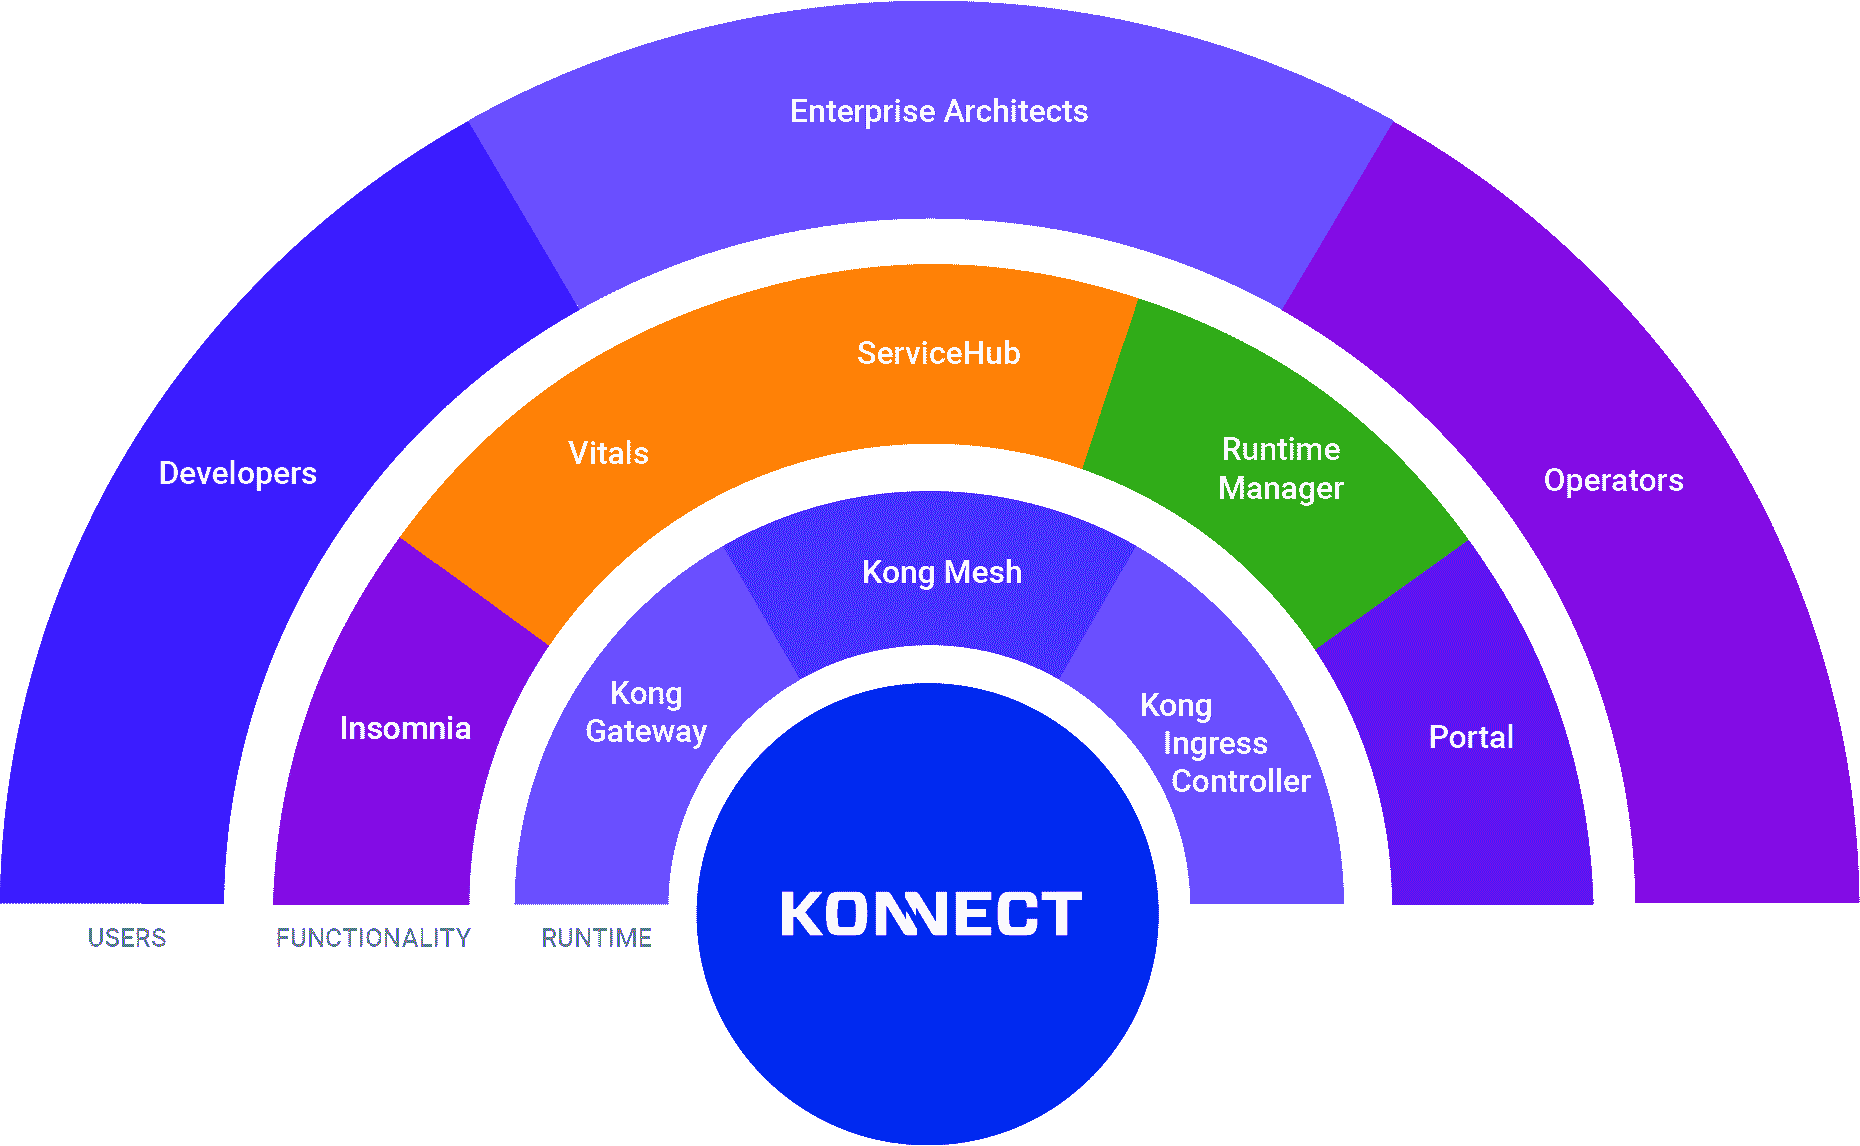 Enterprise Architects
Developers
Operators
ServiceHub
Vitals
Runtime
Manager
Insomnia
Portal
Kong Mesh
Kong
Gateway
Kong
Ingress
Controller
KONNECT
USERS
FUNCTIONALITY
RUNTIME